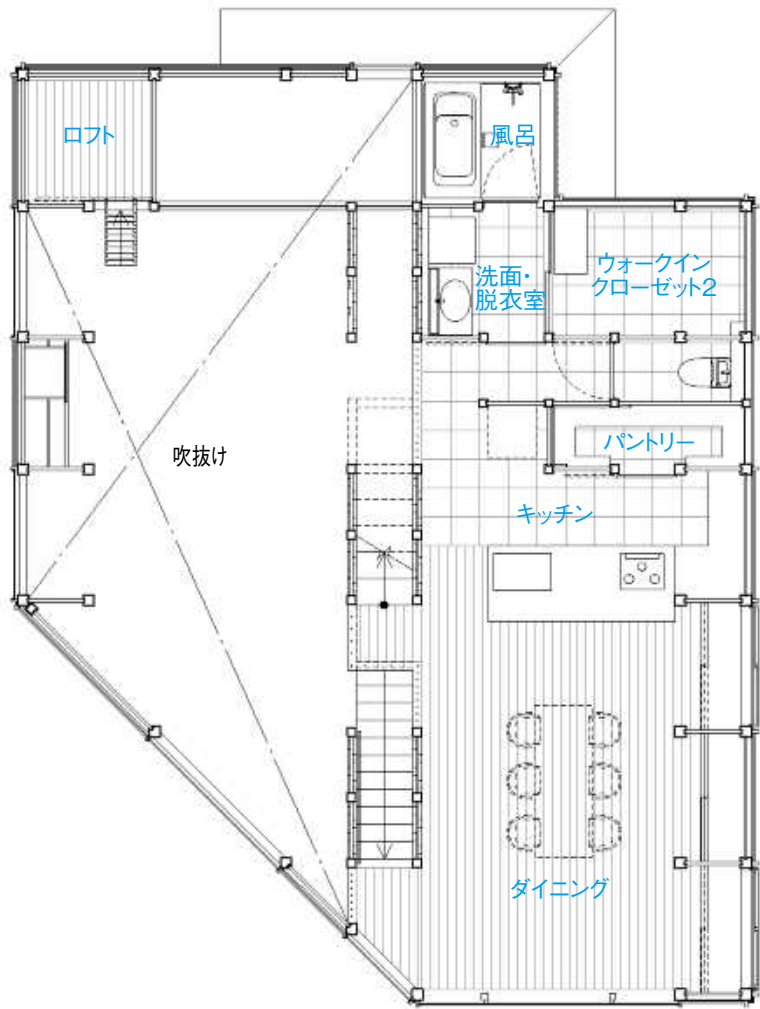 ロフト
風呂
洗面・
脱衣室
ウォークイン
クローゼット2
パントリー
吹抜け
キッチン
ダイニング